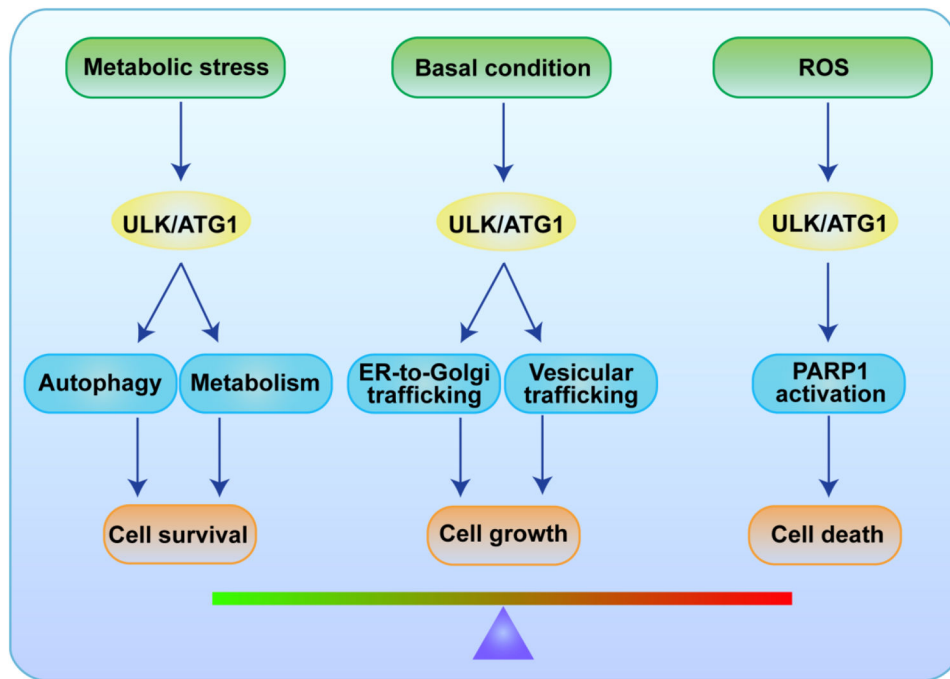 Metabolic stress
Basal condition
ROS
ULK/ATG1
ULK/ATG1
ULK/ATG1
Autophagy
Metabolism
ER-to-Golgi
trafficking
Vesicular
trafficking
PARP1
activation
Cell survival
Cell growth
Cell death